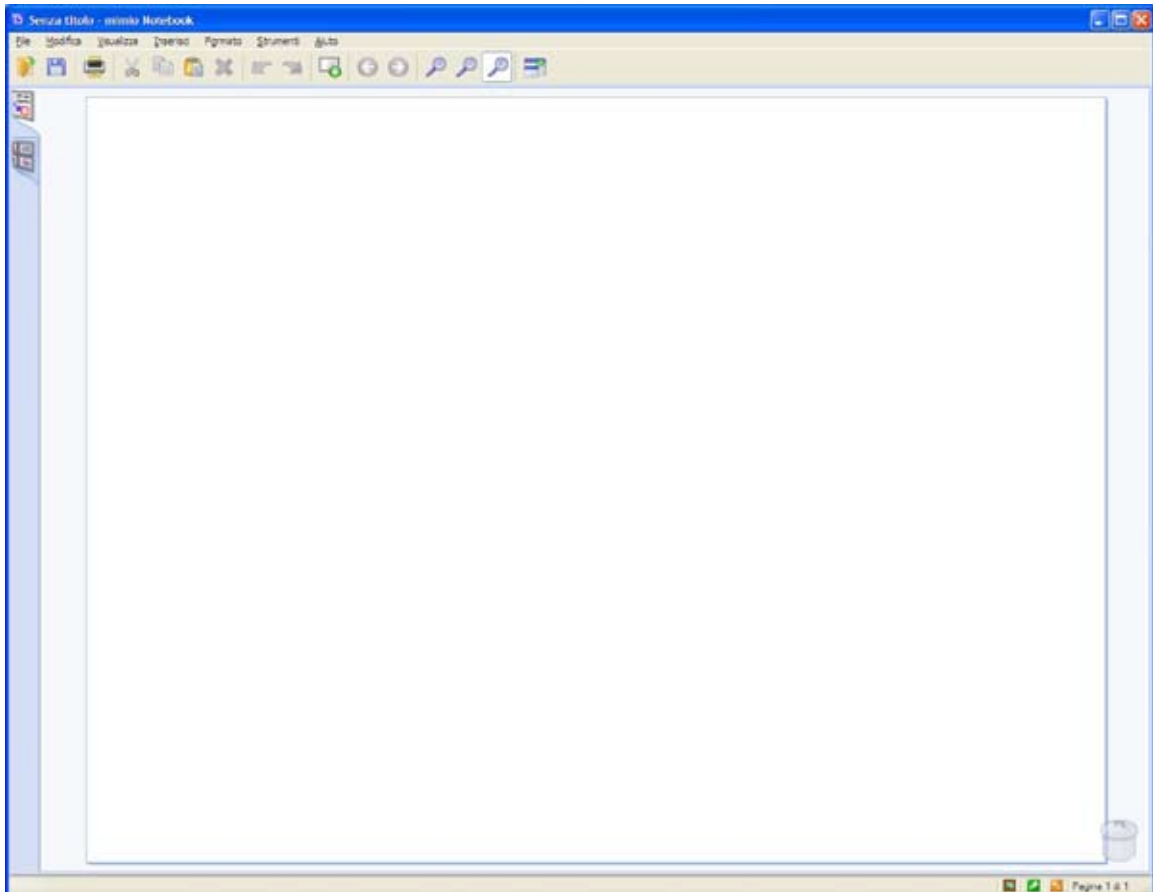 Senza titolo - mimio Notebook
File Modifica Visualizza Inserisci Formato Strumenti Aiuto
Pagina 1 di 1